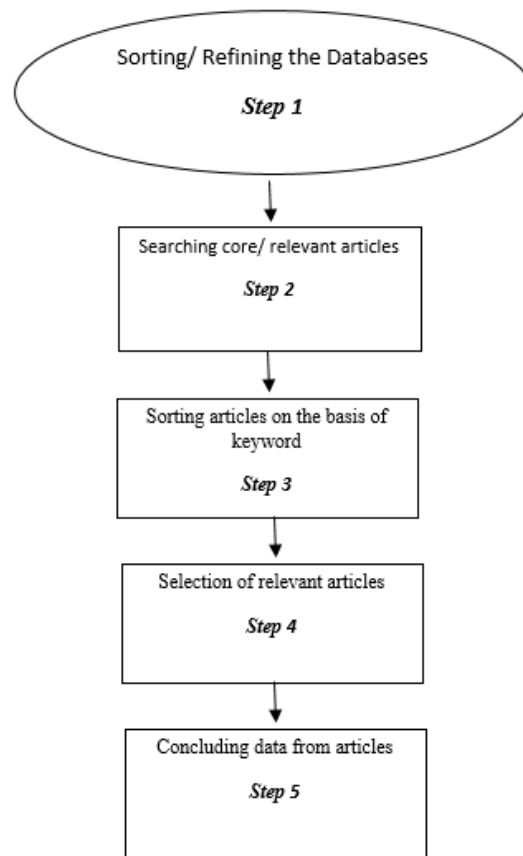 Sorting/ Refining the Databases
Step 1
Searching core/ relevant articles
Step 2
Sorting articles on the basis of
keyword
Step 3
Selection of relevant articles
Step 4
Concluding data from articles
Step 5